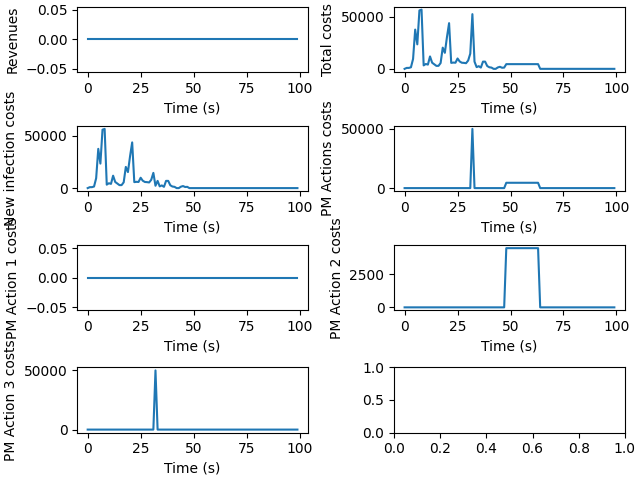 Revenues
0.05
0.00
−0.05
0 25 50 75 100
Time (s)
Total costs
50000
0
0 25 50 75 100
Time (s)
New infection costs
50000
0
0 25 50 75 100
Time (s)
PM Actions costs
50000
0
0 25 50 75 100
Time (s)
PM Action 1 costs
0.05
0.00
−0.05
0 25 50 75 100
Time (s)
PM Action 2 costs
2500
0
0 25 50 75 100
Time (s)
PM Action 3 costs
50000
0
0 25 50 75 100
Time (s)
1.0
0.5
0.0
0.0 0.2 0.4 0.6 0.8 1.0